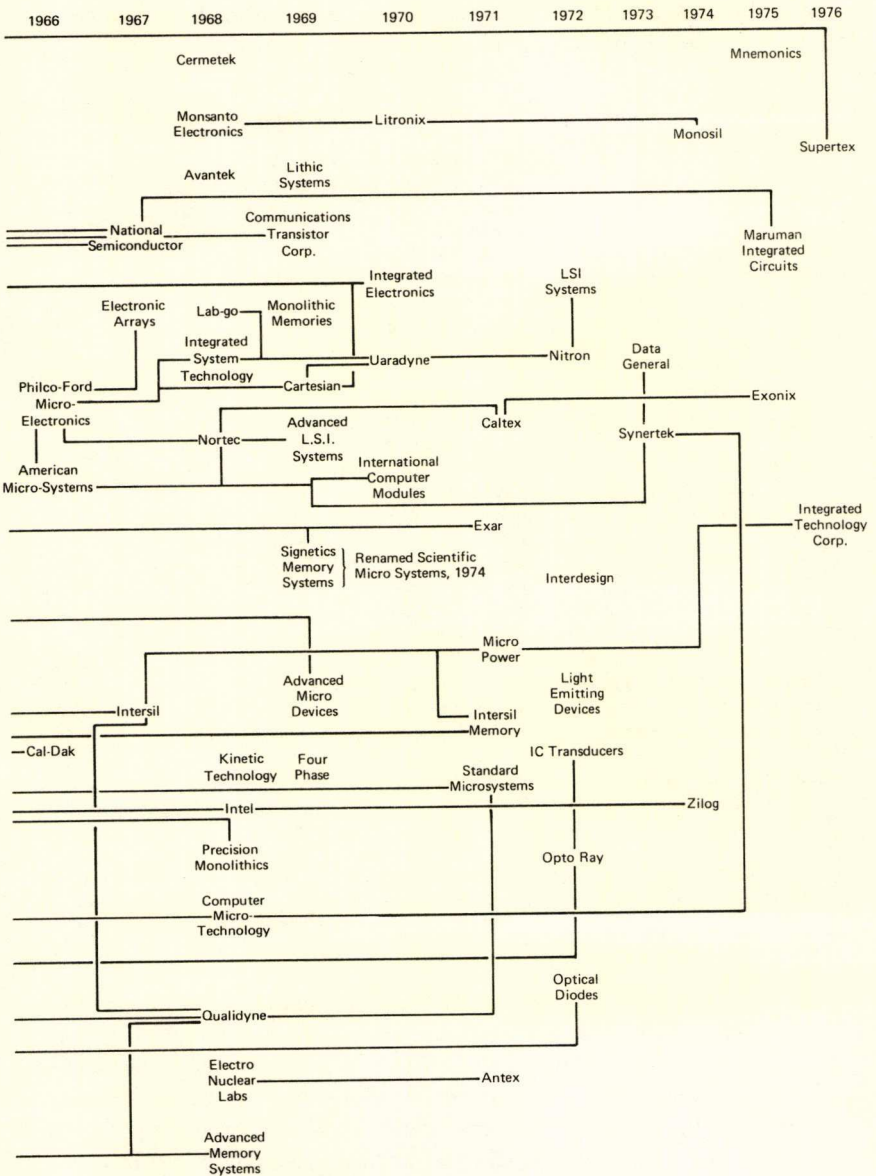 1966 1967 1968 1969 1970 1971 1972 1973 1974 1975 1976
Cermetek
Mnemonics
Monsanto
Electronics
Litronix
Monosil
Supertex
Avantek
Lithic
Systems
National
Semiconductor
Communications
Transistor
Corp.
Maruman
Integrated
Circuits
Integrated
Electronics
LSI
Systems
Electronic
Arrays
Lab-go
Monolithic
Memories
Integrated
System
Technology
Uaradyne
Nitron
Data
General
Philco-Ford
Micro-
Electronics
Cartesian
Exonix
Nortec
Advanced
L.S.I.
Systems
Caltex
Synertek
American
Micro-Systems
International
Computer
Modules
Integrated
Technology
Corp.
Exar
Signetics
Memory
Systems
Renamed Scientific
Micro Systems, 1974
Interdesign
Micro
Power
Advanced
Micro
Devices
Light
Emitting
Devices
Intersil
Intersil
Memory
Cal-Dak
Kinetic
Technology
Four
Phase
Standard
Microsystems
IC Transducers
Intel
Zilog
Precision
Monolithics
Opto Ray
Computer
Micro-
Technology
Optical
Diodes
Qualidyne
Electro
Nuclear
Labs
Antex
Advanced
Memory
Systems